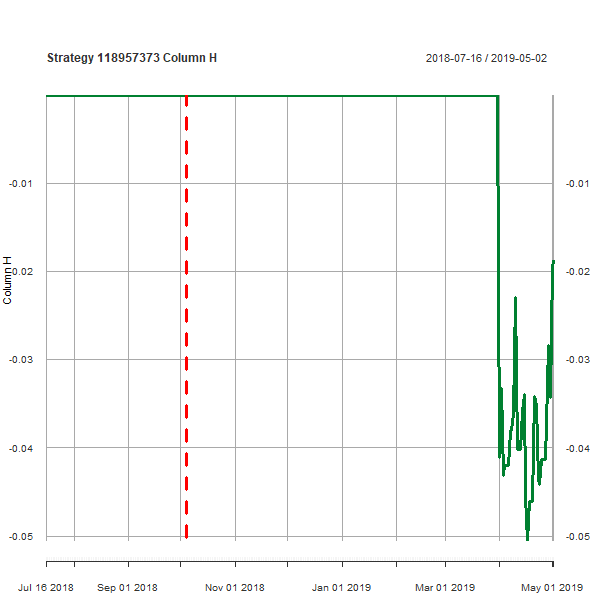 Strategy 118957373 Column H
2018-07-16 / 2019-05-02
-0.01 -0.01
-0.02 -0.02
Column H
-0.03 -0.03
-0.04 -0.04
-0.05 -0.05
Jul 16 2018 Sep 01 2018 Nov 01 2018 Jan 01 2019 Mar 01 2019 May 01 2019